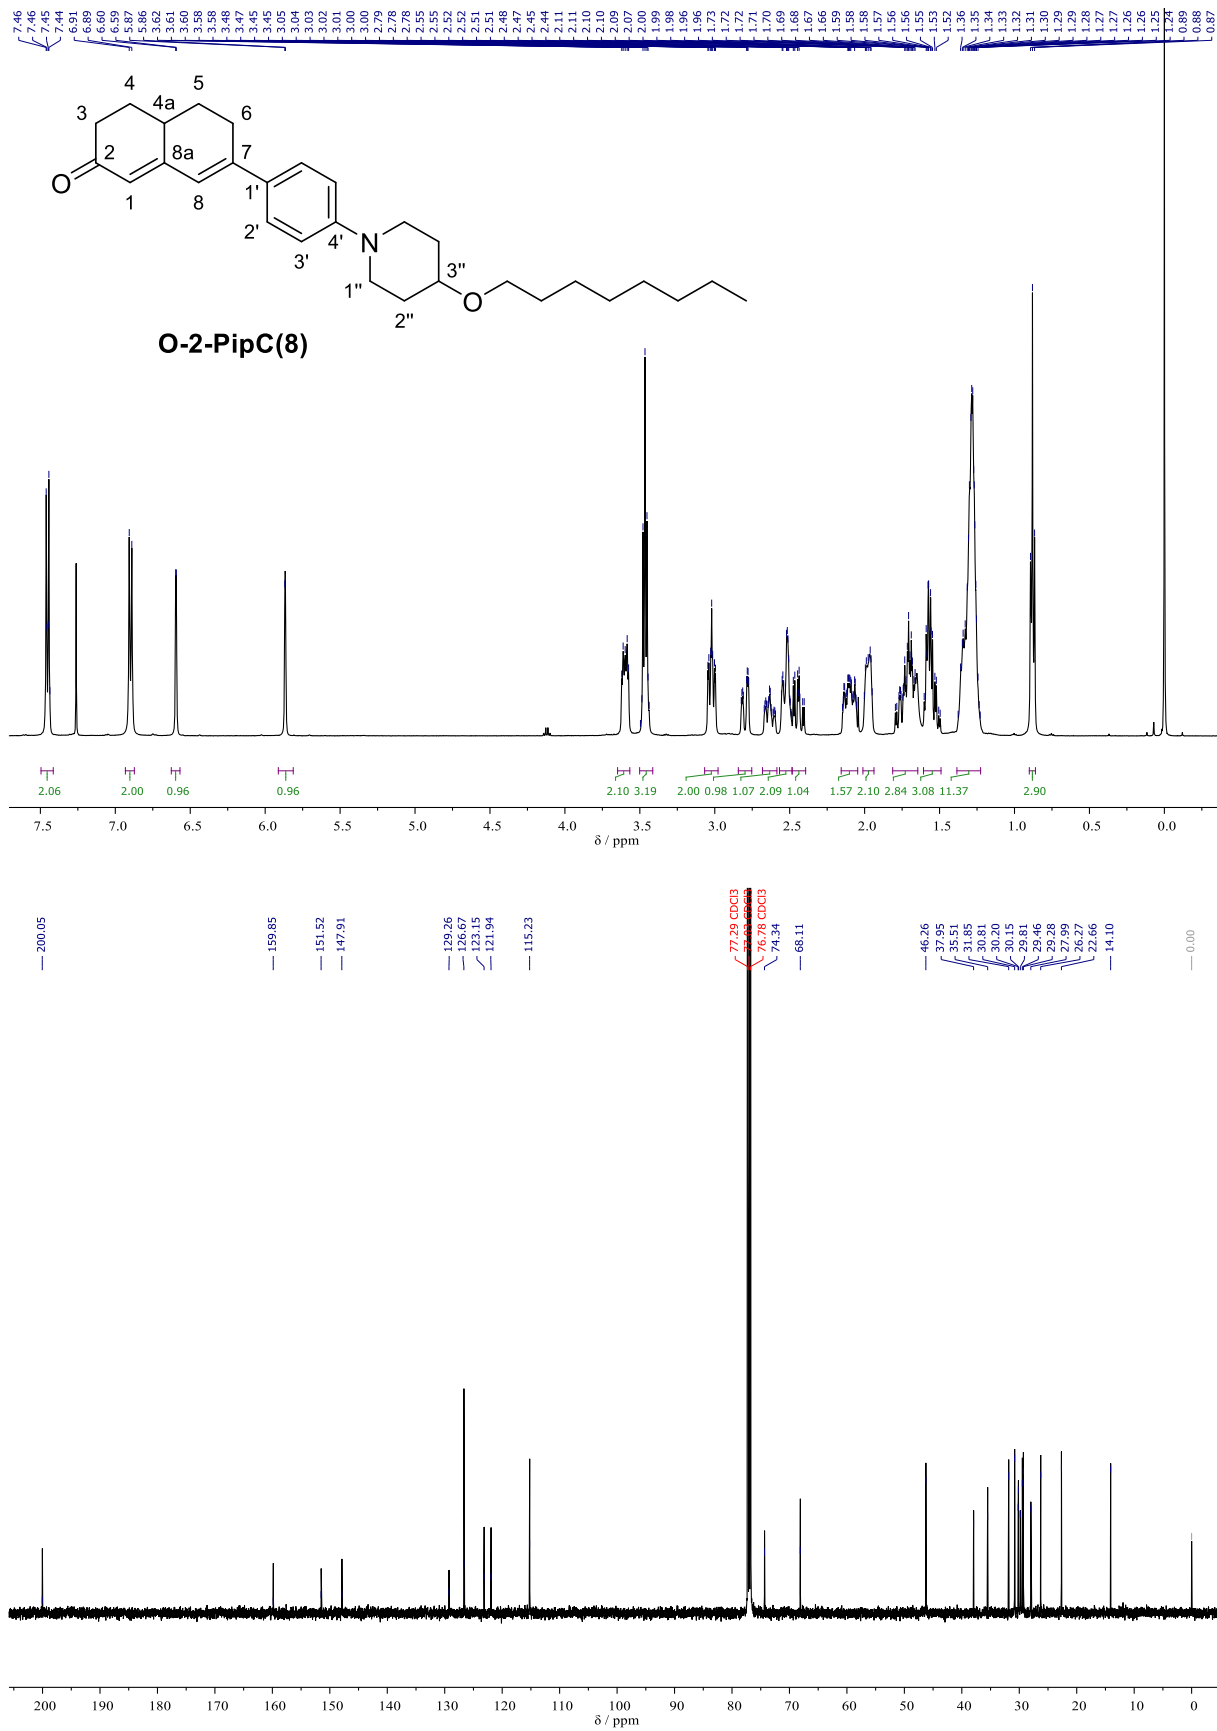 7.46 7.46 7.45 7.44 6.91 6.89 6.60 6.59 5.87 5.86 3.62 3.61 3.60 3.58 3.58 3.48 3.47 3.45 3.45 3.05 3.04 3.03 3.02 3.01 3.00 3.00 2.79 2.78 2.78 2.55 2.55 2.52 2.52 2.51 2.51 2.48 2.47 2.45 2.44 2.11 2.11 2.10 2.10 2.09 2.07 2.00 1.99 1.98 1.96 1.96 1.73 1.72 1.72 1.71 1.70 1.69 1.68 1.67 1.66 1.59 1.58 1.58 1.57 1.56 1.56 1.55 1.53 1.52 1.36 1.35 1.34 1.33 1.32 1.31 1.30 1.29 1.29 1.28 1.27 1.27 1.26 1.26 1.25 1.24 0.89 0.88 0.87
4 5
3 4a 6
2 8a 7
O 1 8 1'
2' 4' N
3' 3''
1'' O
2''
O-2-PipC(8)
2.06 2.00 0.96 0.96 2.10 3.19 2.00 0.98 1.07 2.09 1.04 1.57 2.10 2.84 3.08 11.37 2.90
7.5 7.0 6.5 6.0 5.5 5.0 4.5 4.0 3.5 3.0 2.5 2.0 1.5 1.0 0.5 0.0
δ / ppm
200.05 159.85 151.52 147.91 129.26 126.67 123.15 121.94 115.23 77.29 CDCl3 CDCl3 76.78 CDCl3 74.34 68.11 46.26 37.95 35.51 31.85 30.81 30.20 30.15 29.81 29.46 29.28 27.99 26.27 22.66 14.10 0.00
200 190 180 170 160 150 140 130 120 110 100 90 80 70 60 50 40 30 20 10 0
δ / ppm